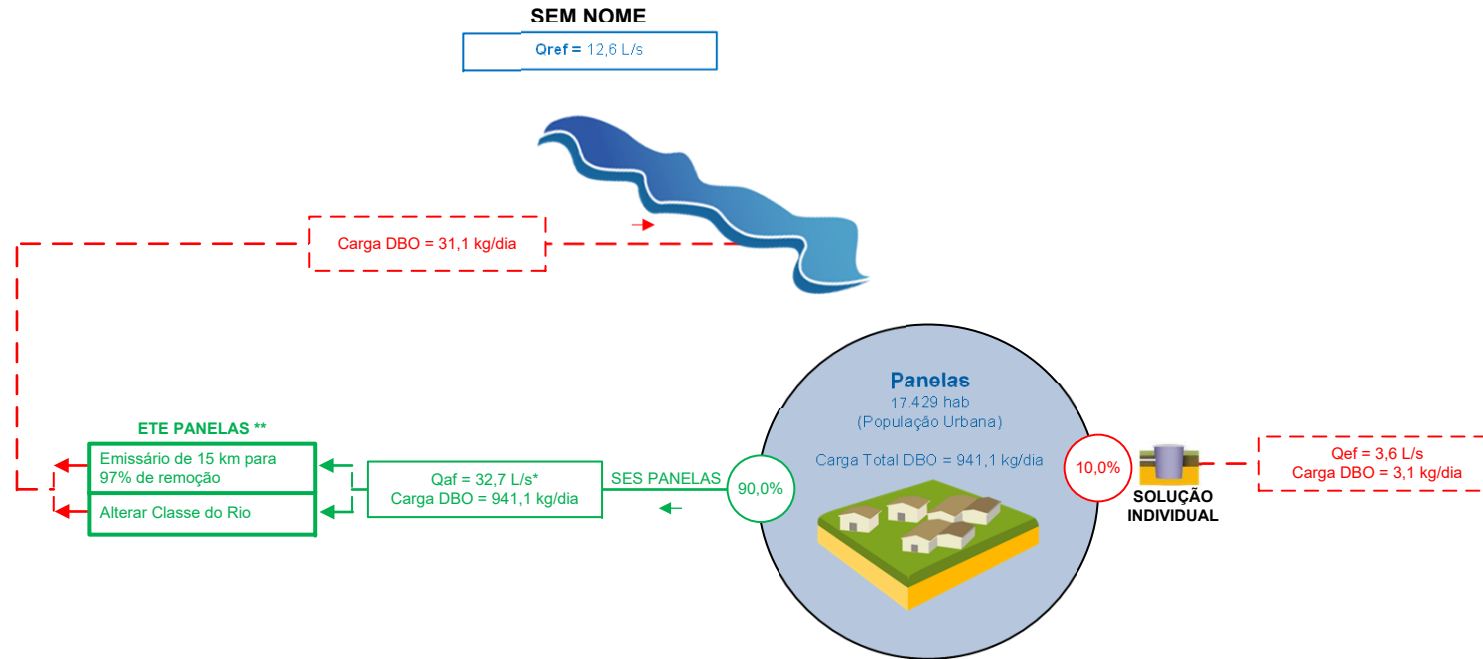 SEM NOME
Qref = 12,6 L/s
Carga DBO = 31,1 kg/dia
Panelas
17.429 hab
(População Urbana)
Carga Total DBO = 941,1 kg/dia
ETE PANELAS **
Emissário de 15 km para
97% de remoção
Alterar Classe do Rio
Qaf = 32,7 L/s*
Carga DBO = 941,1 kg/dia
SES PANELAS
90,0%
10,0%
SOLUÇÃO
INDIVIDUAL
Qef = 3,6 L/s
Carga DBO = 3,1 kg/dia